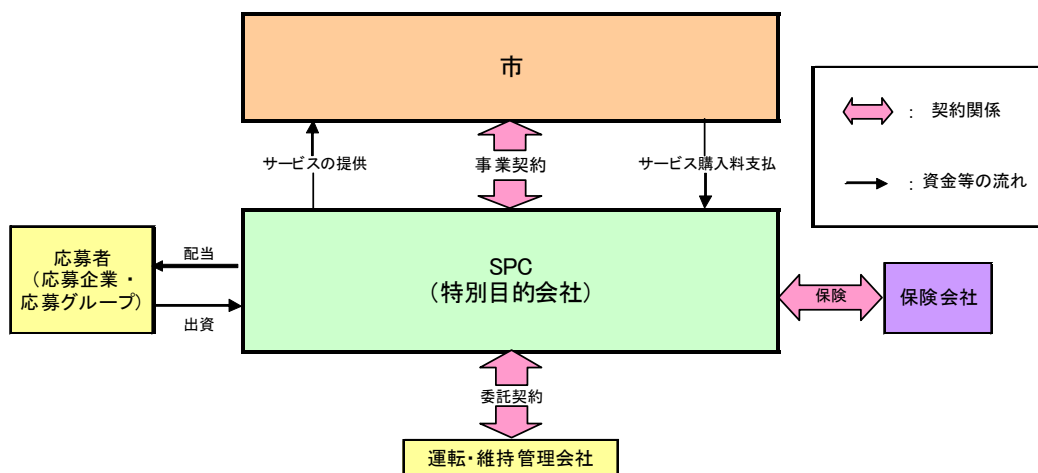 市
： 契約関係
： 資金等の流れ
サービスの提供
事業契約
サービス購入料支払
応募者
（応募企業・
応募グループ）
配当
出資
SPC
（特別目的会社）
保険
保険会社
委託契約
運転・維持管理会社